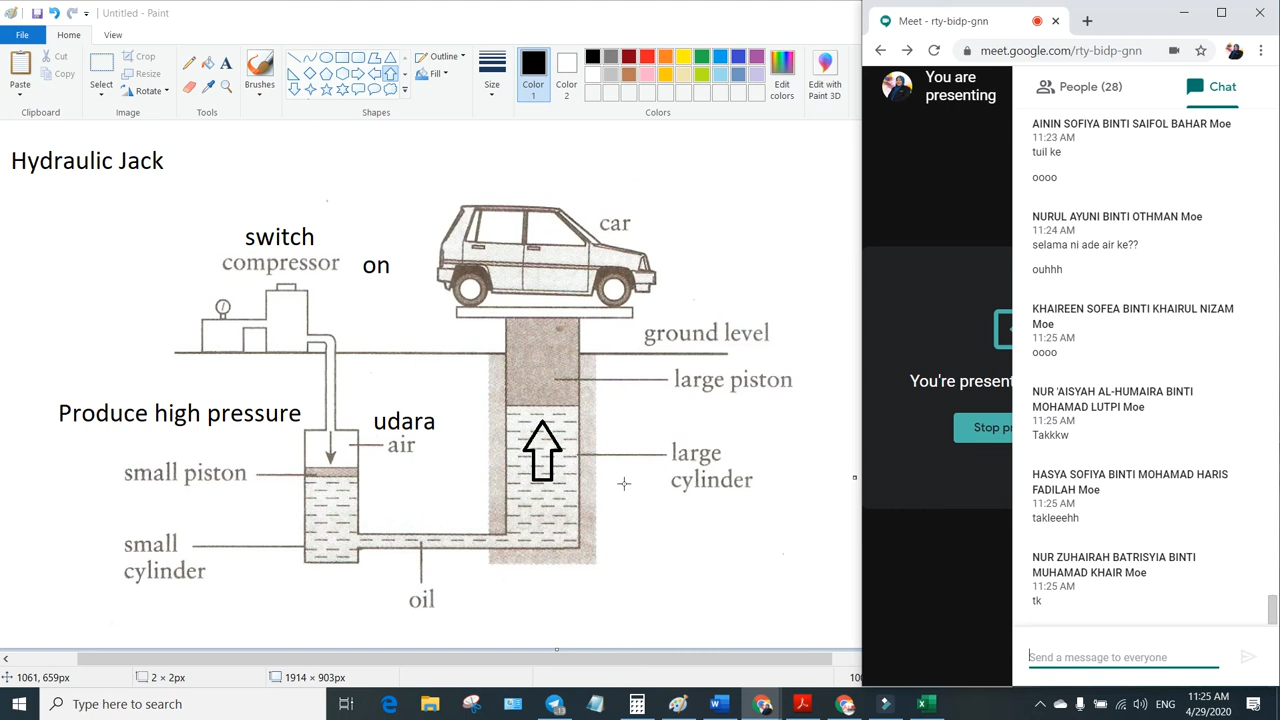 Untitled - Paint
File
Home
View
Paste
Cut
Copy
Clipboard
Select
Crop
Resize
Rotate
Image
Tools
Brushes
Shapes
Outline
Fill
Size
Color
1
Color
2
Edit
colors
Edit with
Paint 3D
Colors
Hydraulic Jack
switch
compressor
on
car
ground level
large piston
Produce high pressure
udara
air
small piston
large
cylinder
small
cylinder
oil
1061, 659px
2 × 2px
1914 × 903px
100
Meet - rty-bidp-gnn
meet.google.com/rty-bidp-gnn
You are
presenting
People (28)
Chat
You're present
Stop pr
AININ SOFIYA BINTI SAIFOL BAHAR Moe
11:23 AM
tuil ke
oooo
NURUL AYUNI BINTI OTHMAN Moe
11:24 AM
selama ni ade air ke??
ouhhh
KHAIREEN SOFEA BINTI KHAIRUL NIZAM
Moe
11:25 AM
oooo
NUR 'AISYAH AL-HUMAIRA BINTI
MOHAMAD LUTPI Moe
11:25 AM
Takkkw
HASYA SOFIYA BINTI MOHAMAD HARIS
FADILAH Moe
11:25 AM
takleeehh
NUR ZUHAIRAH BATRISYIA BINTI
MUHAMAD KHAIR Moe
11:25 AM
tk
Send a message to everyone
Type here to search
ENG
11:25 AM
4/29/2020